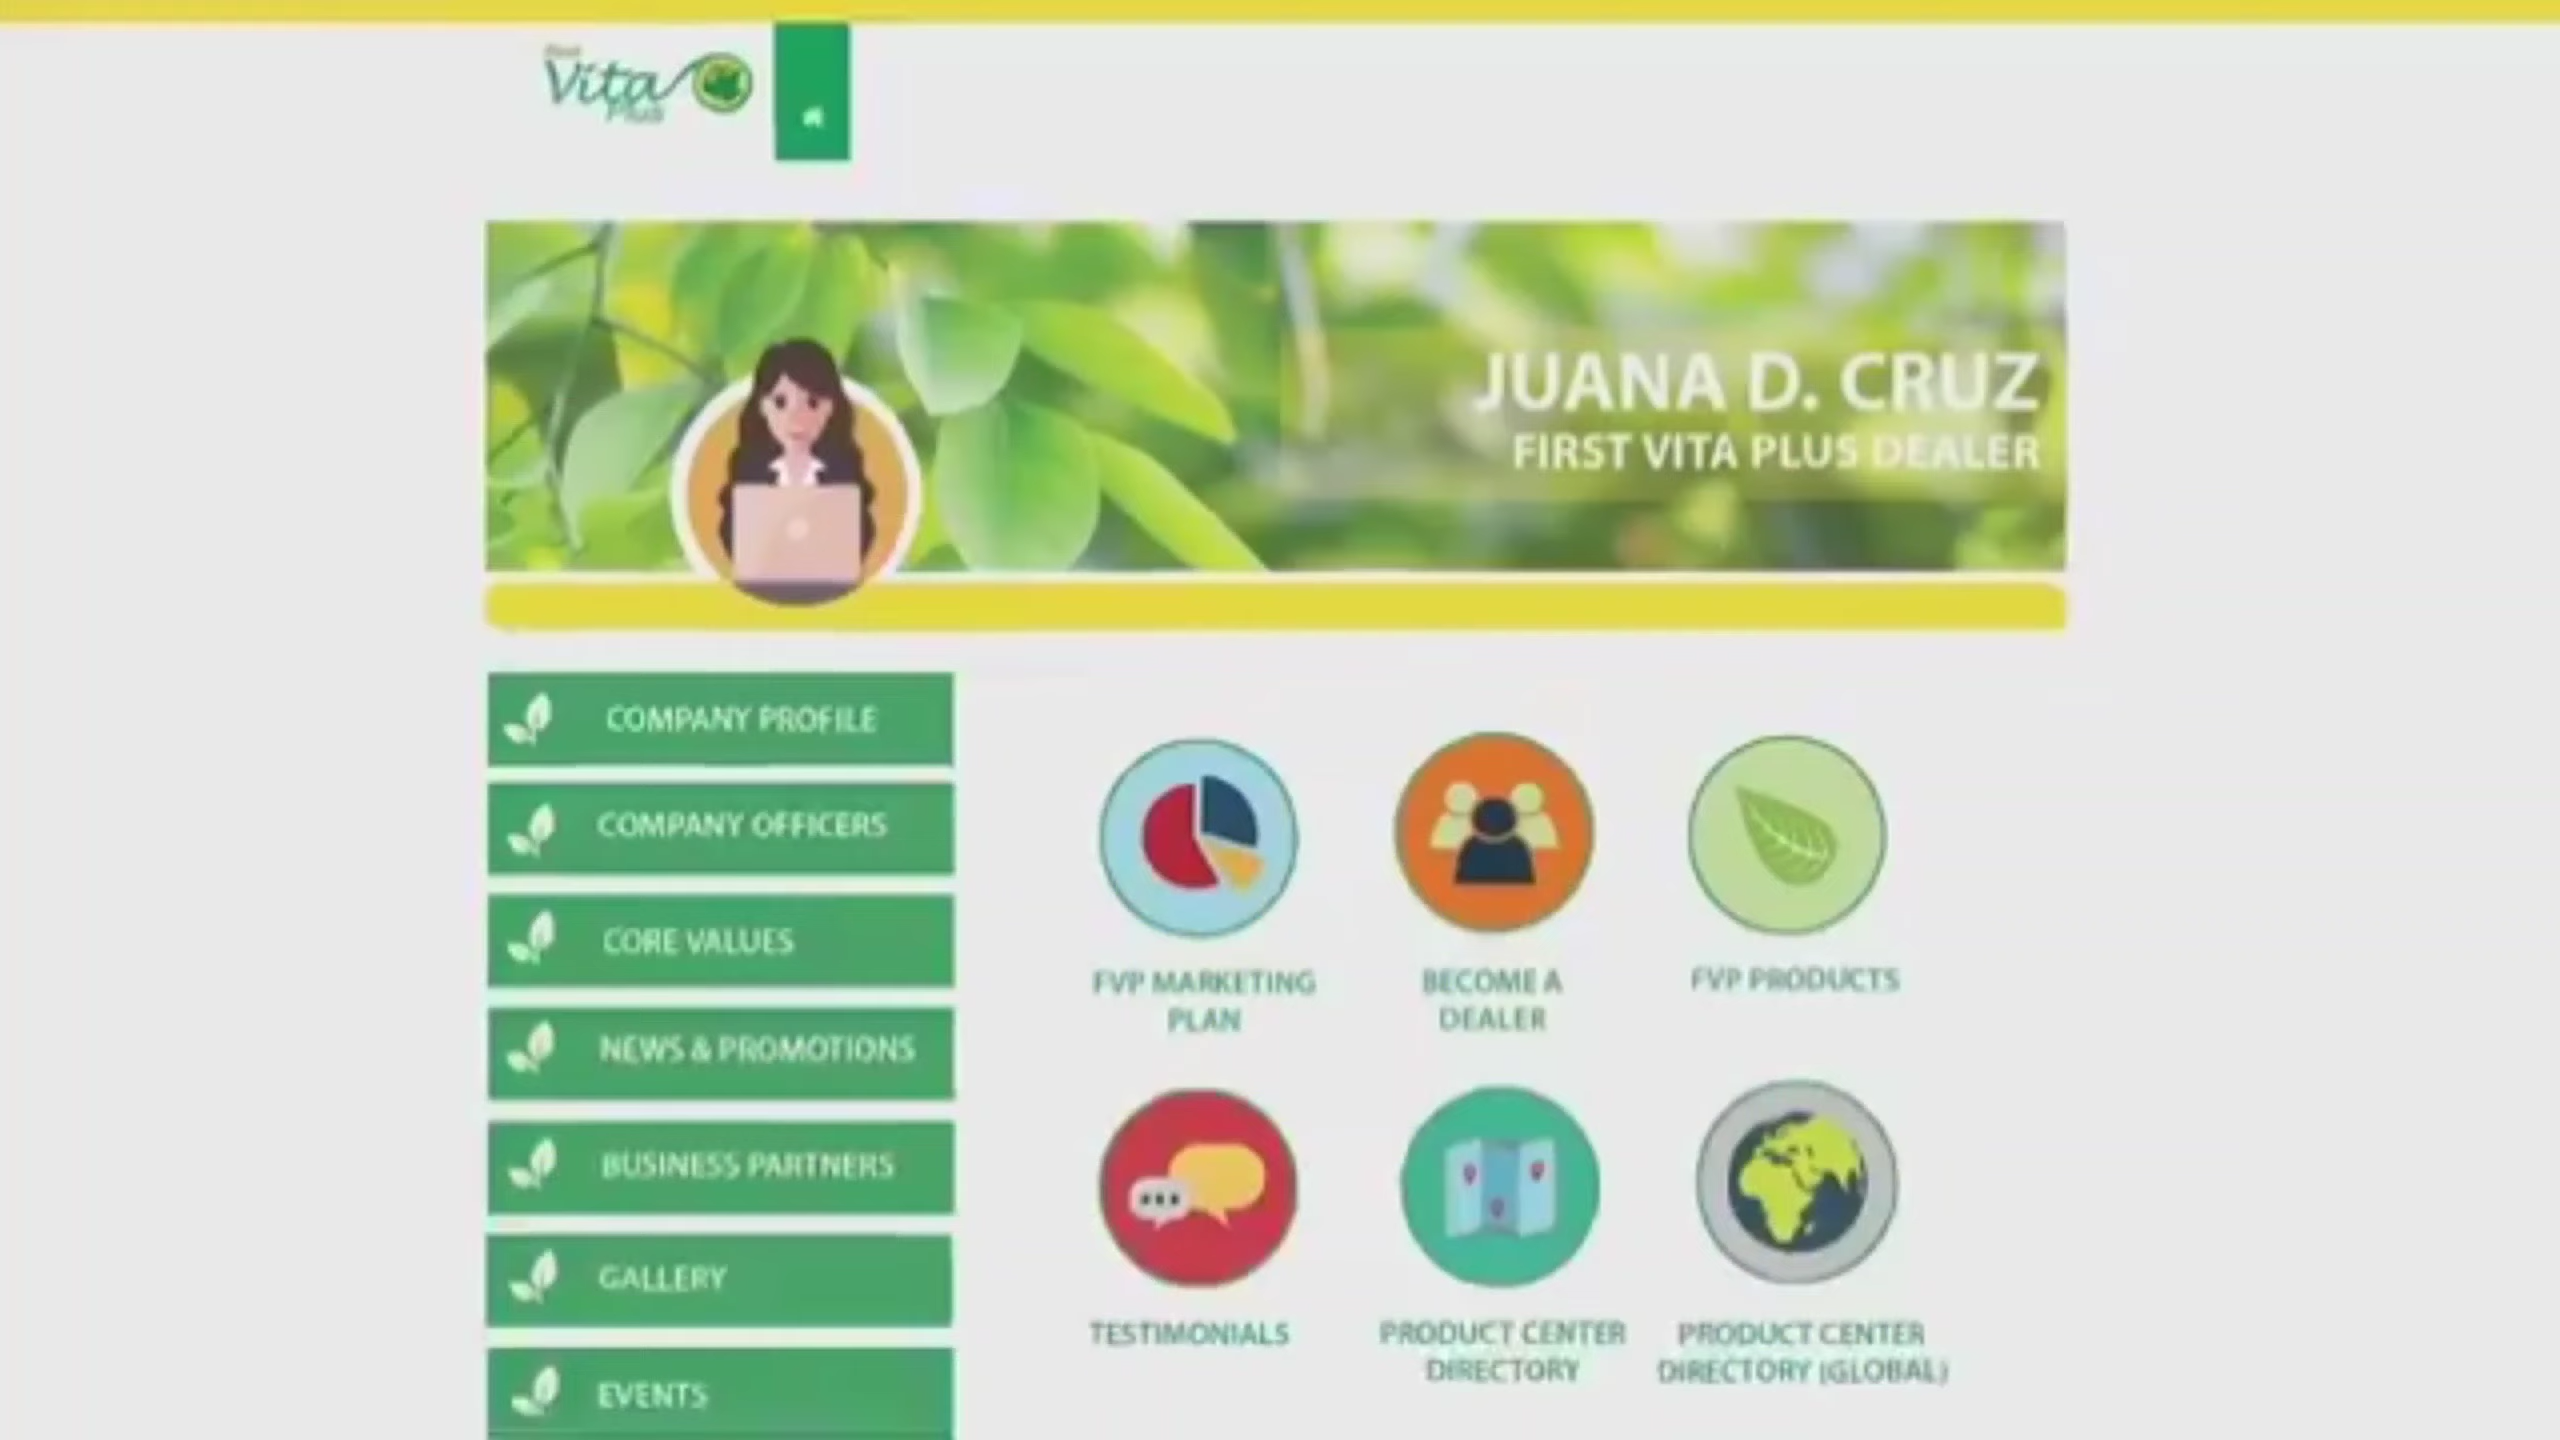 First
Vita
Plus
JUANA D. CRUZ
FIRST VITA PLUS DEALER
COMPANY PROFILE
COMPANY OFFICERS
CORE VALUES
NEWS & PROMOTIONS
BUSINESS PARTNERS
GALLERY
EVENTS
FVP MARKETING
PLAN
BECOME A
DEALER
FVP PRODUCTS
TESTIMONIALS
PRODUCT CENTER
DIRECTORY
PRODUCT CENTER
DIRECTORY (GLOBAL)